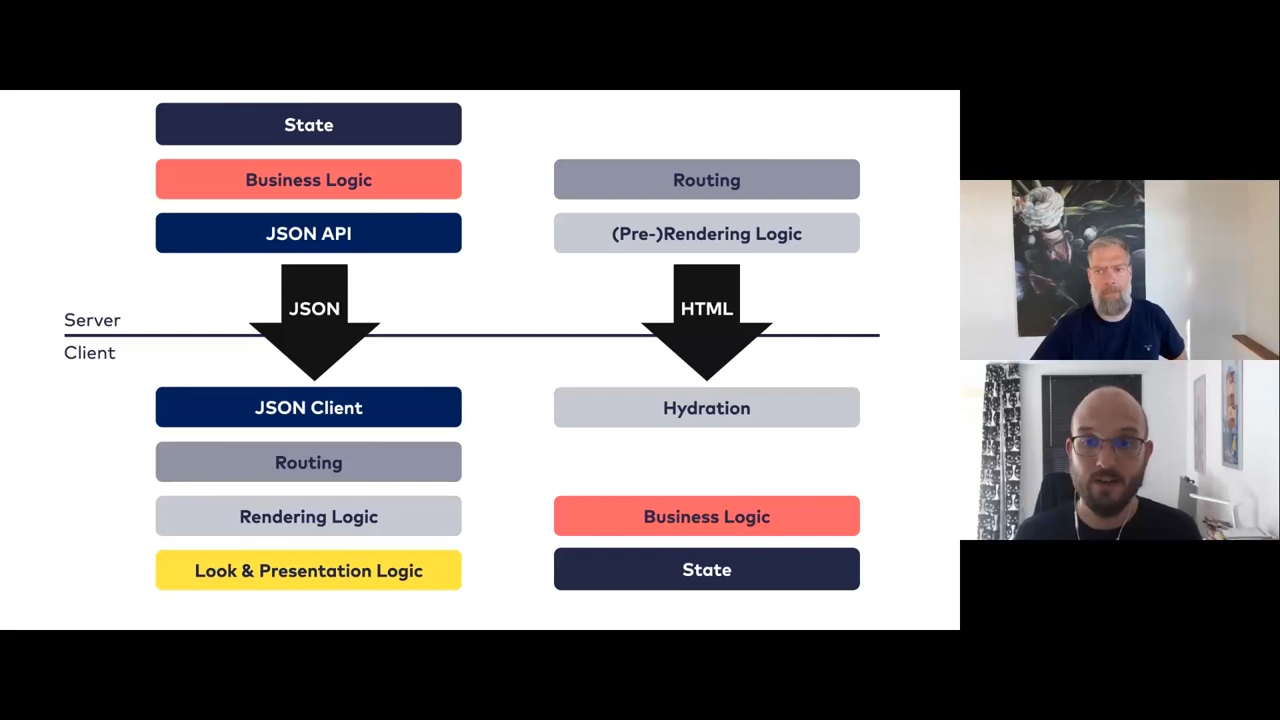 State
Business Logic
JSON API
JSON
Server
Client
JSON Client
Routing
Rendering Logic
Look & Presentation Logic
Routing
(Pre-)Rendering Logic
HTML
Hydration
Business Logic
State